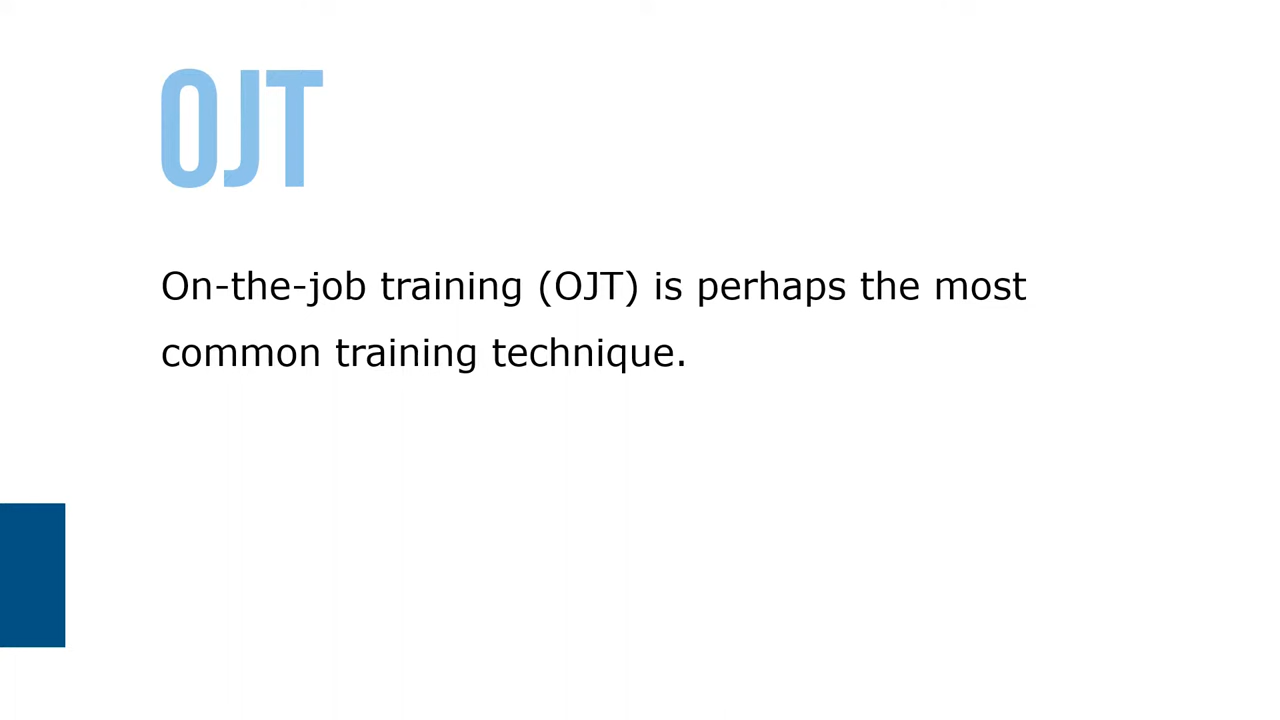 OJT
On-the-job training (OJT) is perhaps the most
common training technique.